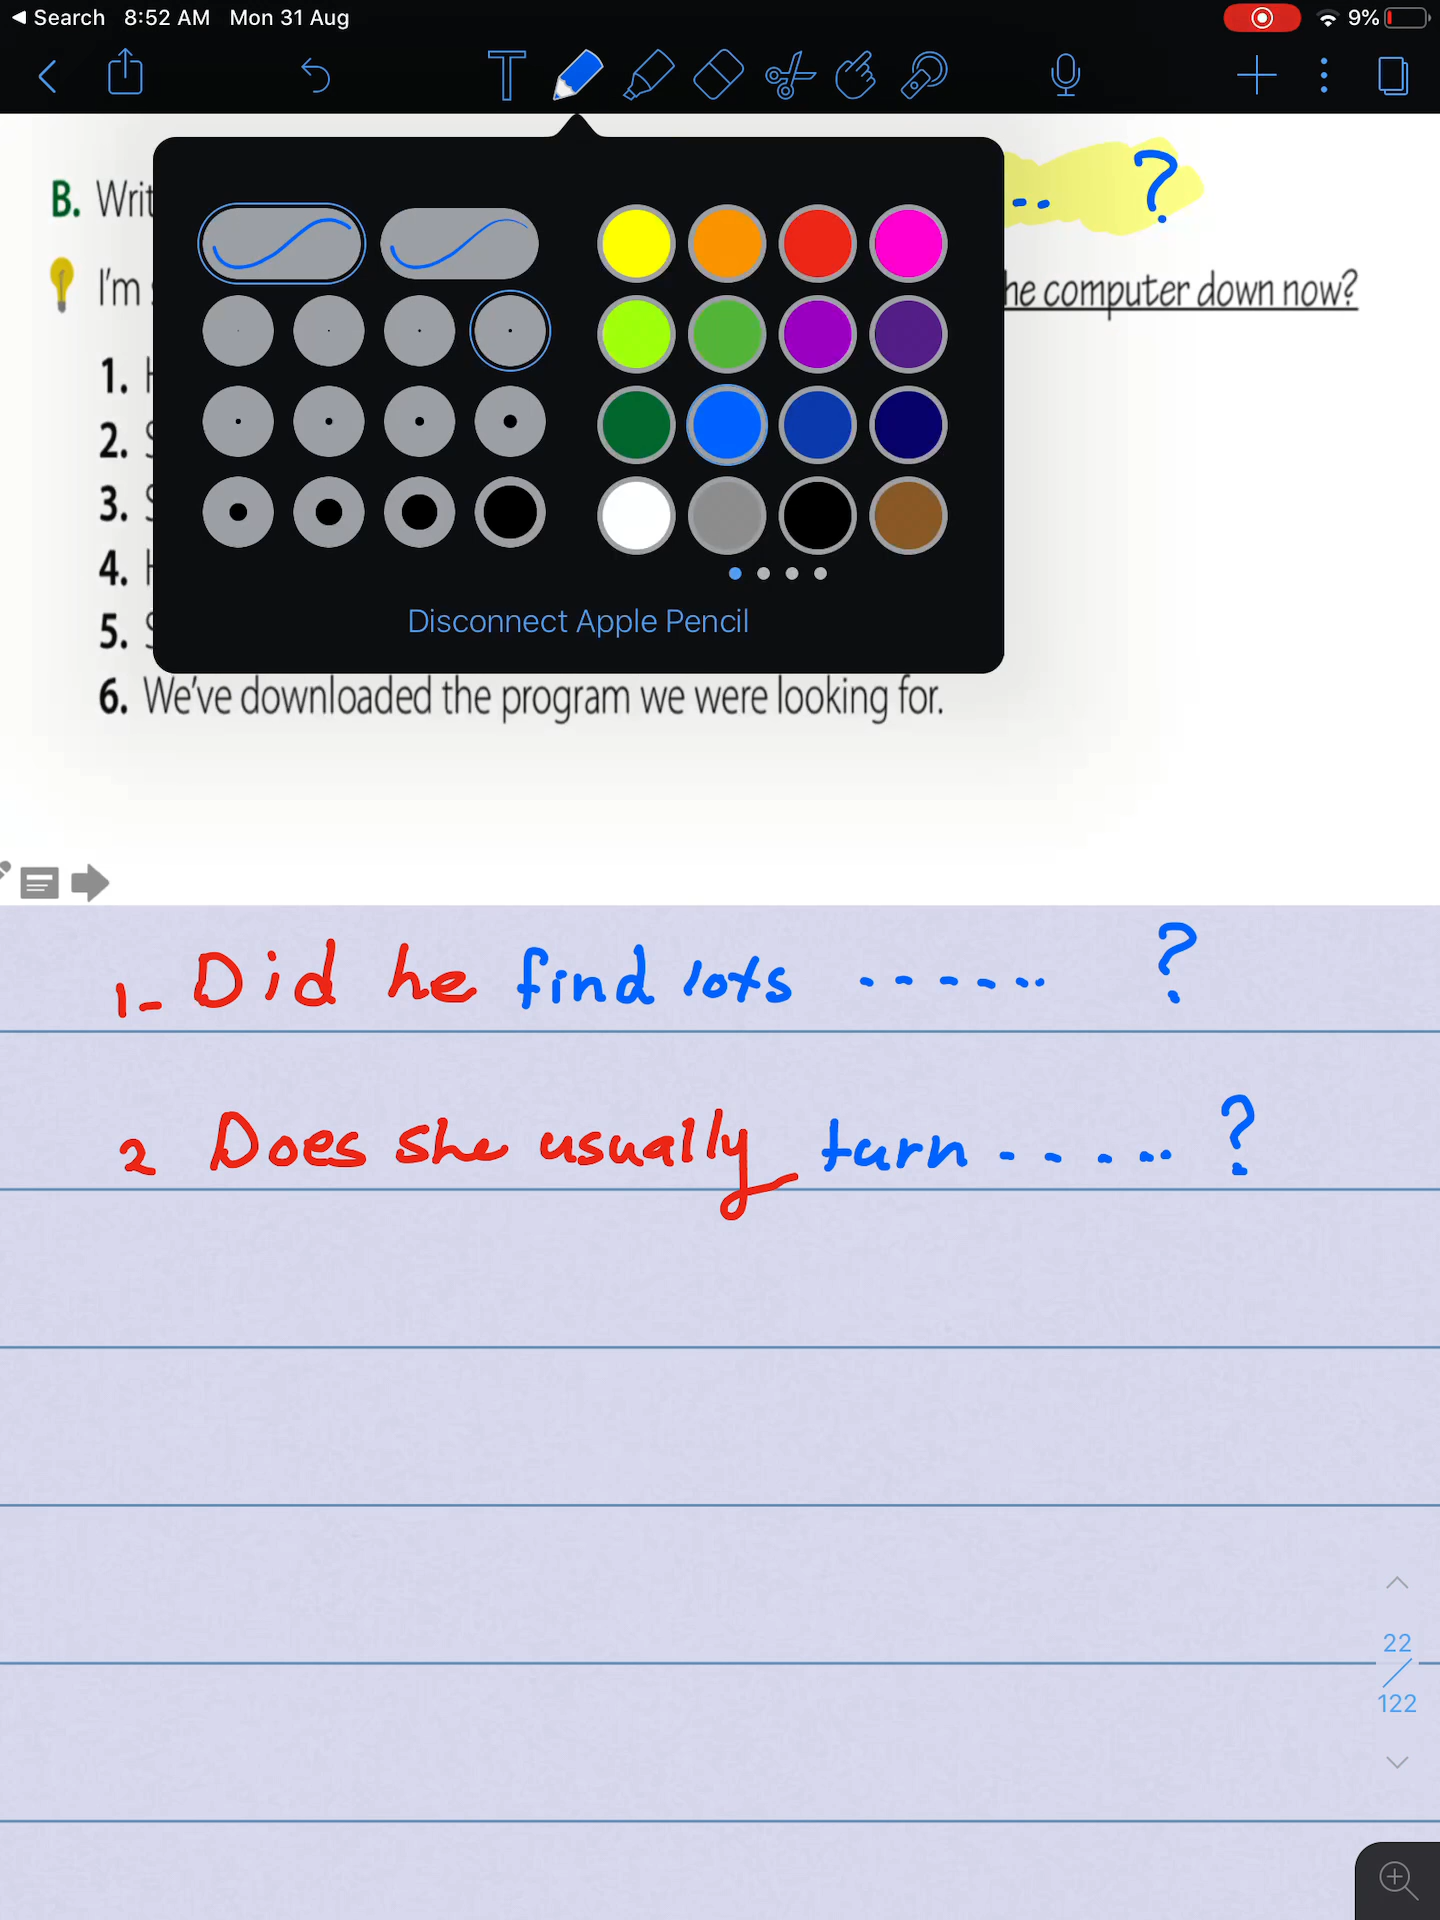 Search 8:52 AM Mon 31 Aug 9%
T
B. Writ .. ?
I'm he computer down now?
1. H
2. S
3. S
4. H
5. S
6. We've downloaded the program we were looking for.
Disconnect Apple Pencil
1- Did he find lots ...... ?
2 Does she usually turn ...... ?
22
122